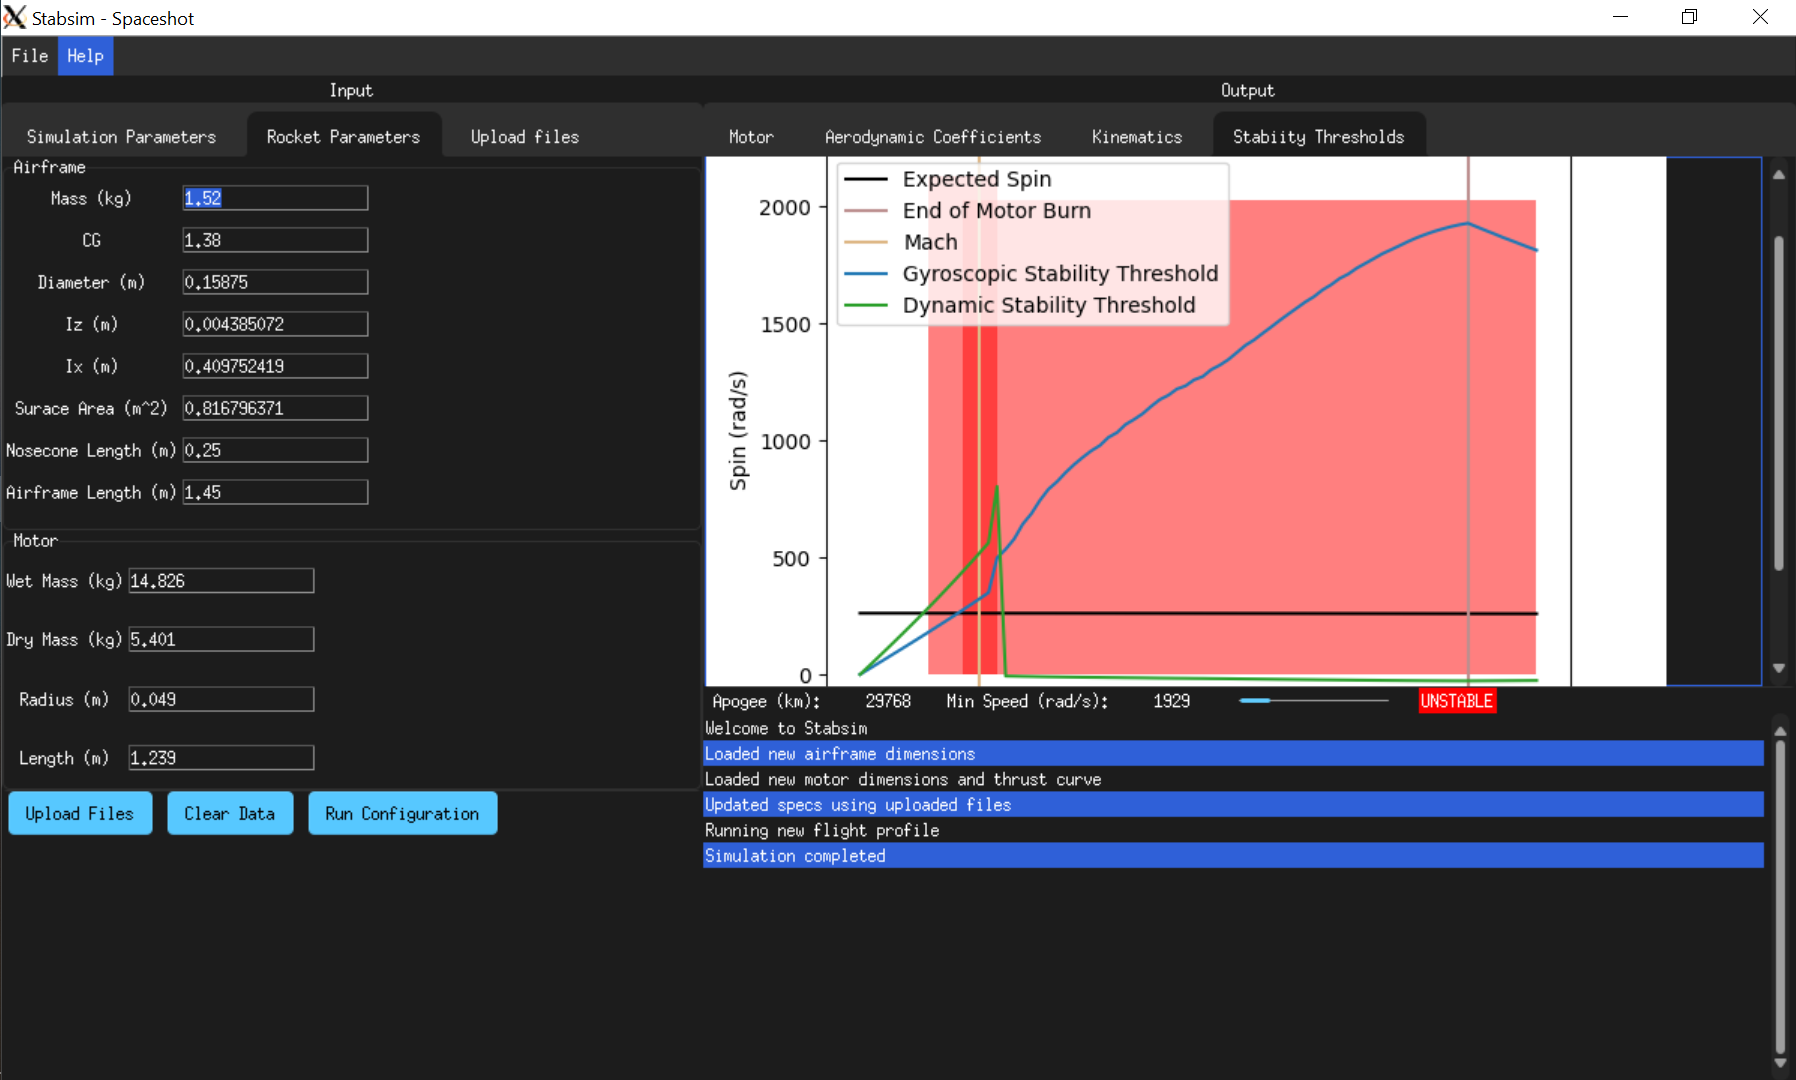 Stabsim - Spaceshot
File Help
Input
Output
Simulation Parameters Rocket Parameters Upload files
Motor Aerodynamic Coefficients Kinematics Stabiity Thresholds
Airframe
Mass (kg) 1.52
CG 1.38
Diameter (m) 0.15875
Iz (m) 0.004385072
Ix (m) 0.409752419
Surace Area (m^2) 0.816796371
Nosecone Length (m) 0.25
Airframe Length (m) 1.45
Motor
Wet Mass (kg) 14.826
Dry Mass (kg) 5.401
Radius (m) 0.049
Length (m) 1.239
Upload Files Clear Data Run Configuration
Expected Spin
End of Motor Burn
Mach
Gyroscopic Stability Threshold
Dynamic Stability Threshold
Spin (rad/s)
2000
1500
1000
500
0
Apogee (km): 29768 Min Speed (rad/s): 1929 UNSTABLE
Welcome to Stabsim
Loaded new airframe dimensions
Loaded new motor dimensions and thrust curve
Updated specs using uploaded files
Running new flight profile
Simulation completed